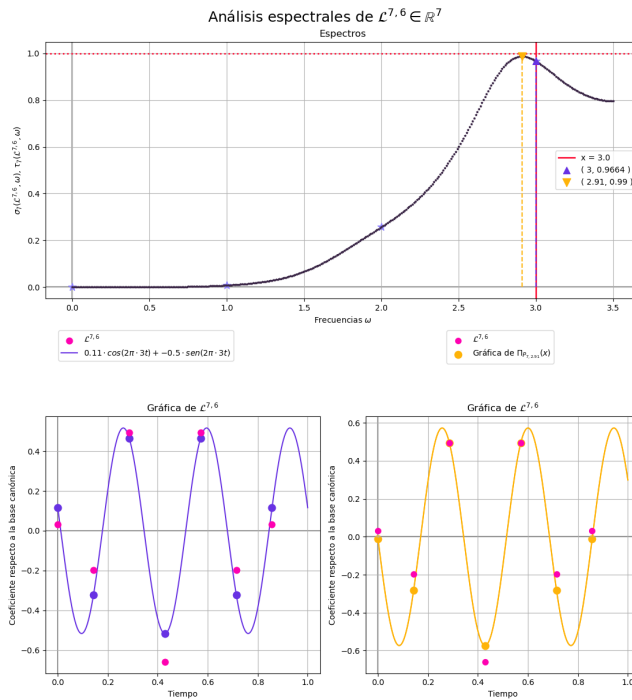 Análisis espectrales de 𝓛^{7,6} ∈ ℝ^7
Espectros
σ_7(𝓛^{7,6}, ω), τ_7(𝓛^{7,6}, ω)
1.0
0.8
0.6
0.4
0.2
0.0
x = 3.0
( 3, 0.9664 )
( 2.91, 0.99 )
0.0 0.5 1.0 1.5 2.0 2.5 3.0 3.5
Frecuencias ω
𝓛^{7,6}
0.11 · cos(2π · 3t) + −0.5 · sen(2π · 3t)
𝓛^{7,6}
Gráfica de Π_{P_{7, 2.91}}(x)
Gráfica de 𝓛^{7,6}
Coeficiente respecto a la base canónica
0.4
0.2
0.0
−0.2
−0.4
−0.6
0.0 0.2 0.4 0.6 0.8 1.0
Tiempo
Gráfica de 𝓛^{7,6}
Coeficiente respecto a la base canónica
0.6
0.4
0.2
0.0
−0.2
−0.4
−0.6
0.0 0.2 0.4 0.6 0.8 1.0
Tiempo